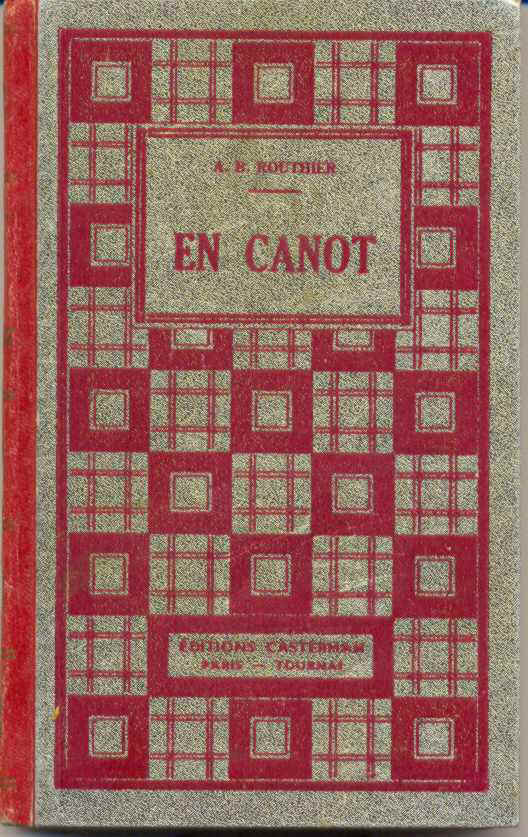 A. B. ROUTHIER
EN CANOT
ÉDITIONS CASTERMAN
PARIS — TOURNAI